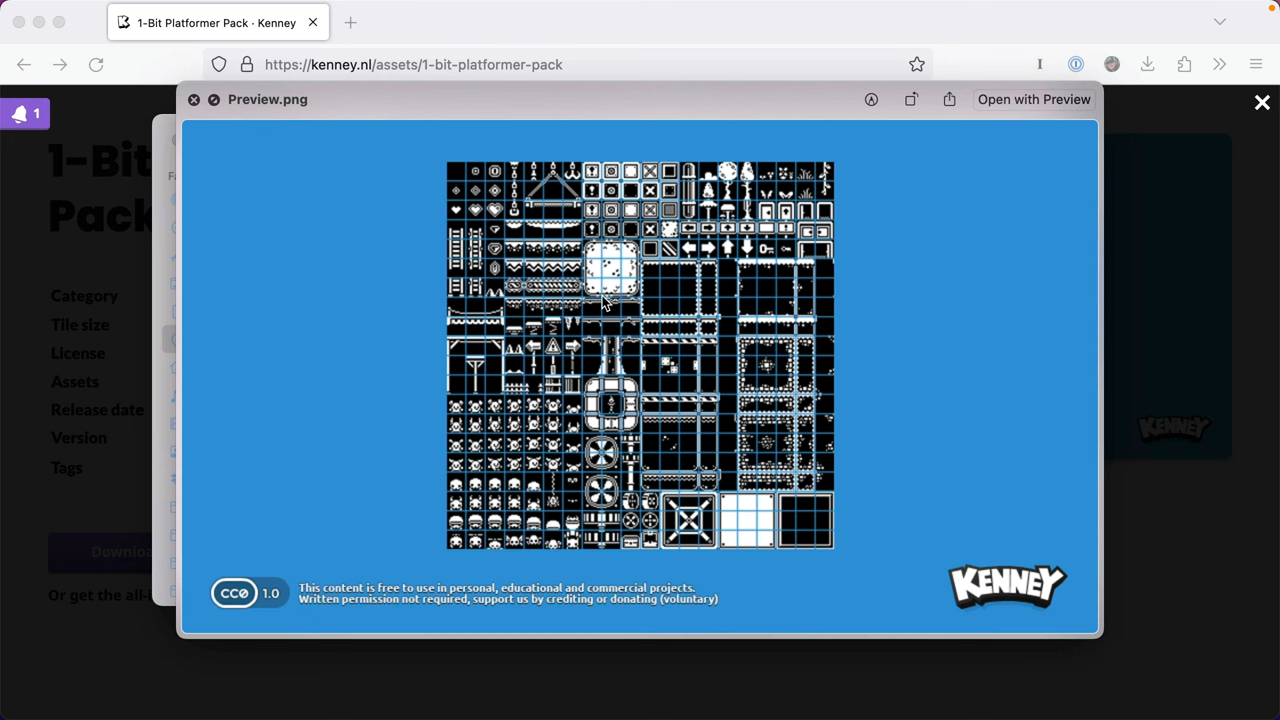 1-Bit Platformer Pack · Kenney
https://kenney.nl/assets/1-bit-platformer-pack
Preview.png
Open with Preview
1
1-Bit
Pack
Category
Tile size
License
Assets
Release date
Version
Tags
Or get the all-i
CC0 1.0
This content is free to use in personal, educational and commercial projects.
Written permission not required, support us by crediting or donating (voluntary)
KENNEY
KENNEY